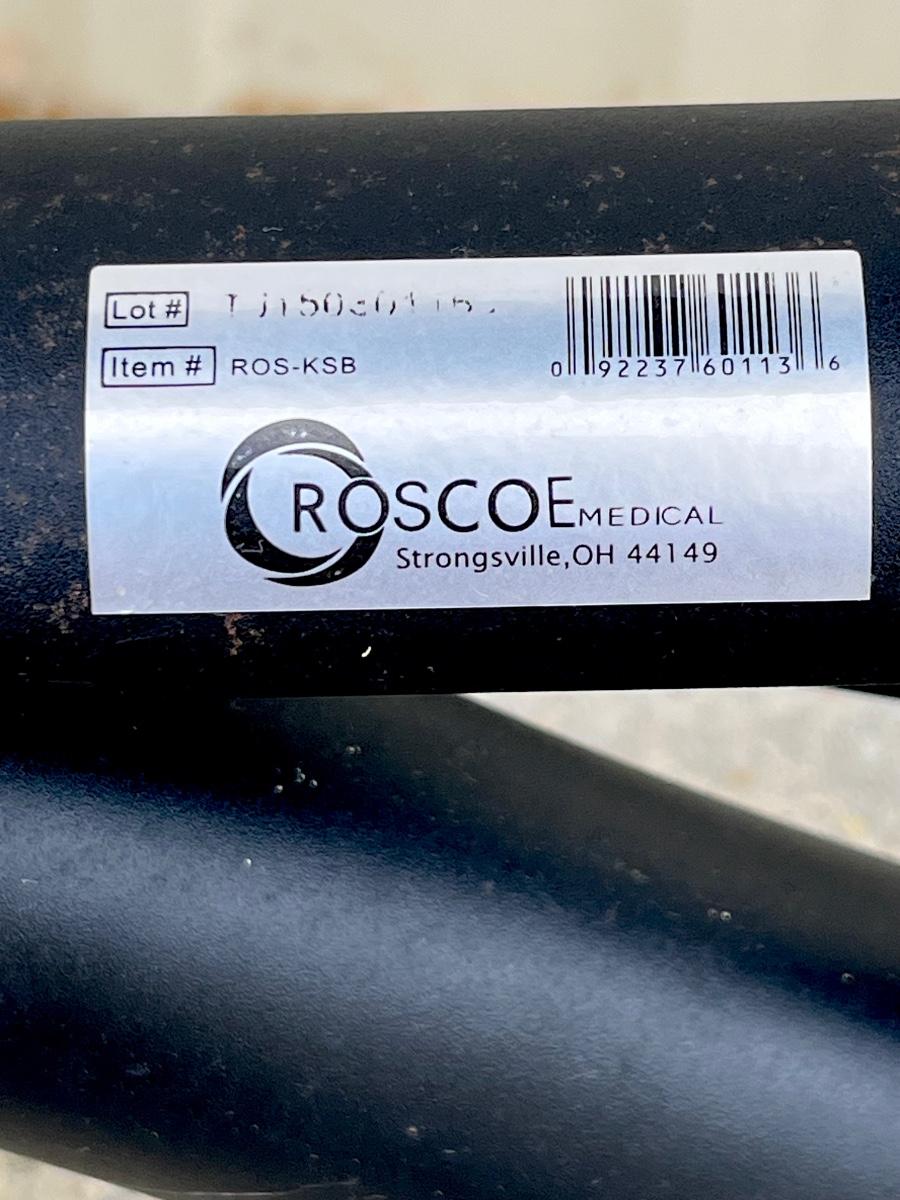 Lot #
Item # ROS-KSB
0 92237 60113 6
ROSCOE MEDICAL
Strongsville,OH 44149